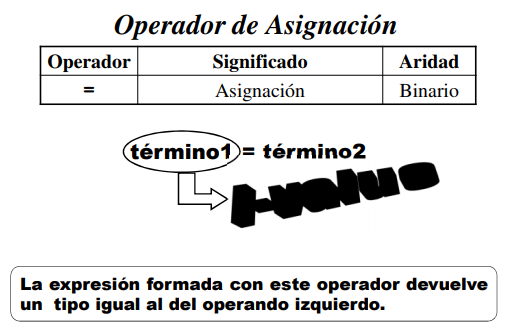 Operador de Asignación
Operador Significado Aridad
= Asignación Binario
término1 = término2
l-value
La expresión formada con este operador devuelve
un tipo igual al del operando izquierdo.